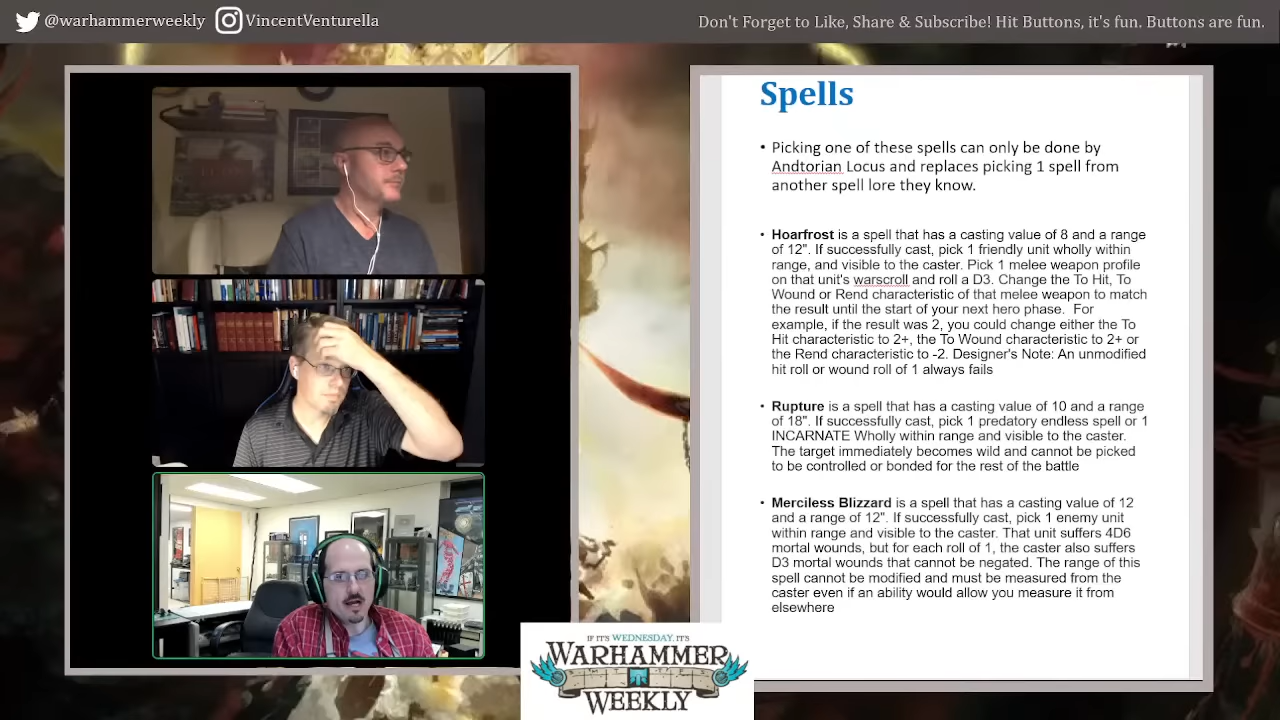 @warhammerweekly VincentVenturella
Don't Forget to Like, Share & Subscribe! Hit Buttons, it's fun. Buttons are fun.
Spells
• Picking one of these spells can only be done by
Andtorian Locus and replaces picking 1 spell from
another spell lore they know.
• Hoarfrost is a spell that has a casting value of 8 and a range
of 12". If successfully cast, pick 1 friendly unit wholly within
range, and visible to the caster. Pick 1 melee weapon profile
on that unit's warscroll and roll a D3. Change the To Hit, To
Wound or Rend characteristic of that melee weapon to match
the result until the start of your next hero phase.  For
example, if the result was 2, you could change either the To
Hit characteristic to 2+, the To Wound characteristic to 2+ or
the Rend characteristic to -2. Designer's Note: An unmodified
hit roll or wound roll of 1 always fails
• Rupture is a spell that has a casting value of 10 and a range
of 18". If successfully cast, pick 1 predatory endless spell or 1
INCARNATE Wholly within range and visible to the caster.
The target immediately becomes wild and cannot be picked
to be controlled or bonded for the rest of the battle
• Merciless Blizzard is a spell that has a casting value of 12
and a range of 12". If successfully cast, pick 1 enemy unit
within range and visible to the caster. That unit suffers 4D6
mortal wounds, but for each roll of 1, the caster also suffers
D3 mortal wounds that cannot be negated. The range of this
spell cannot be modified and must be measured from the
caster even if an ability would allow you measure it from
elsewhere
IF IT'S WEDNESDAY, IT'S
WARHAMMER
WEEKLY